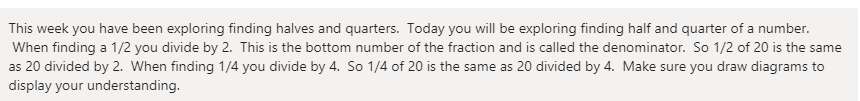 This week you have been exploring finding halves and quarters.  Today you will be exploring finding half and quarter of a number.
When finding a 1/2 you divide by 2.  This is the bottom number of the fraction and is called the denominator.  So 1/2 of 20 is the same
as 20 divided by 2.  When finding 1/4 you divide by 4.  So 1/4 of 20 is the same as 20 divided by 4.  Make sure you draw diagrams to
display your understanding.